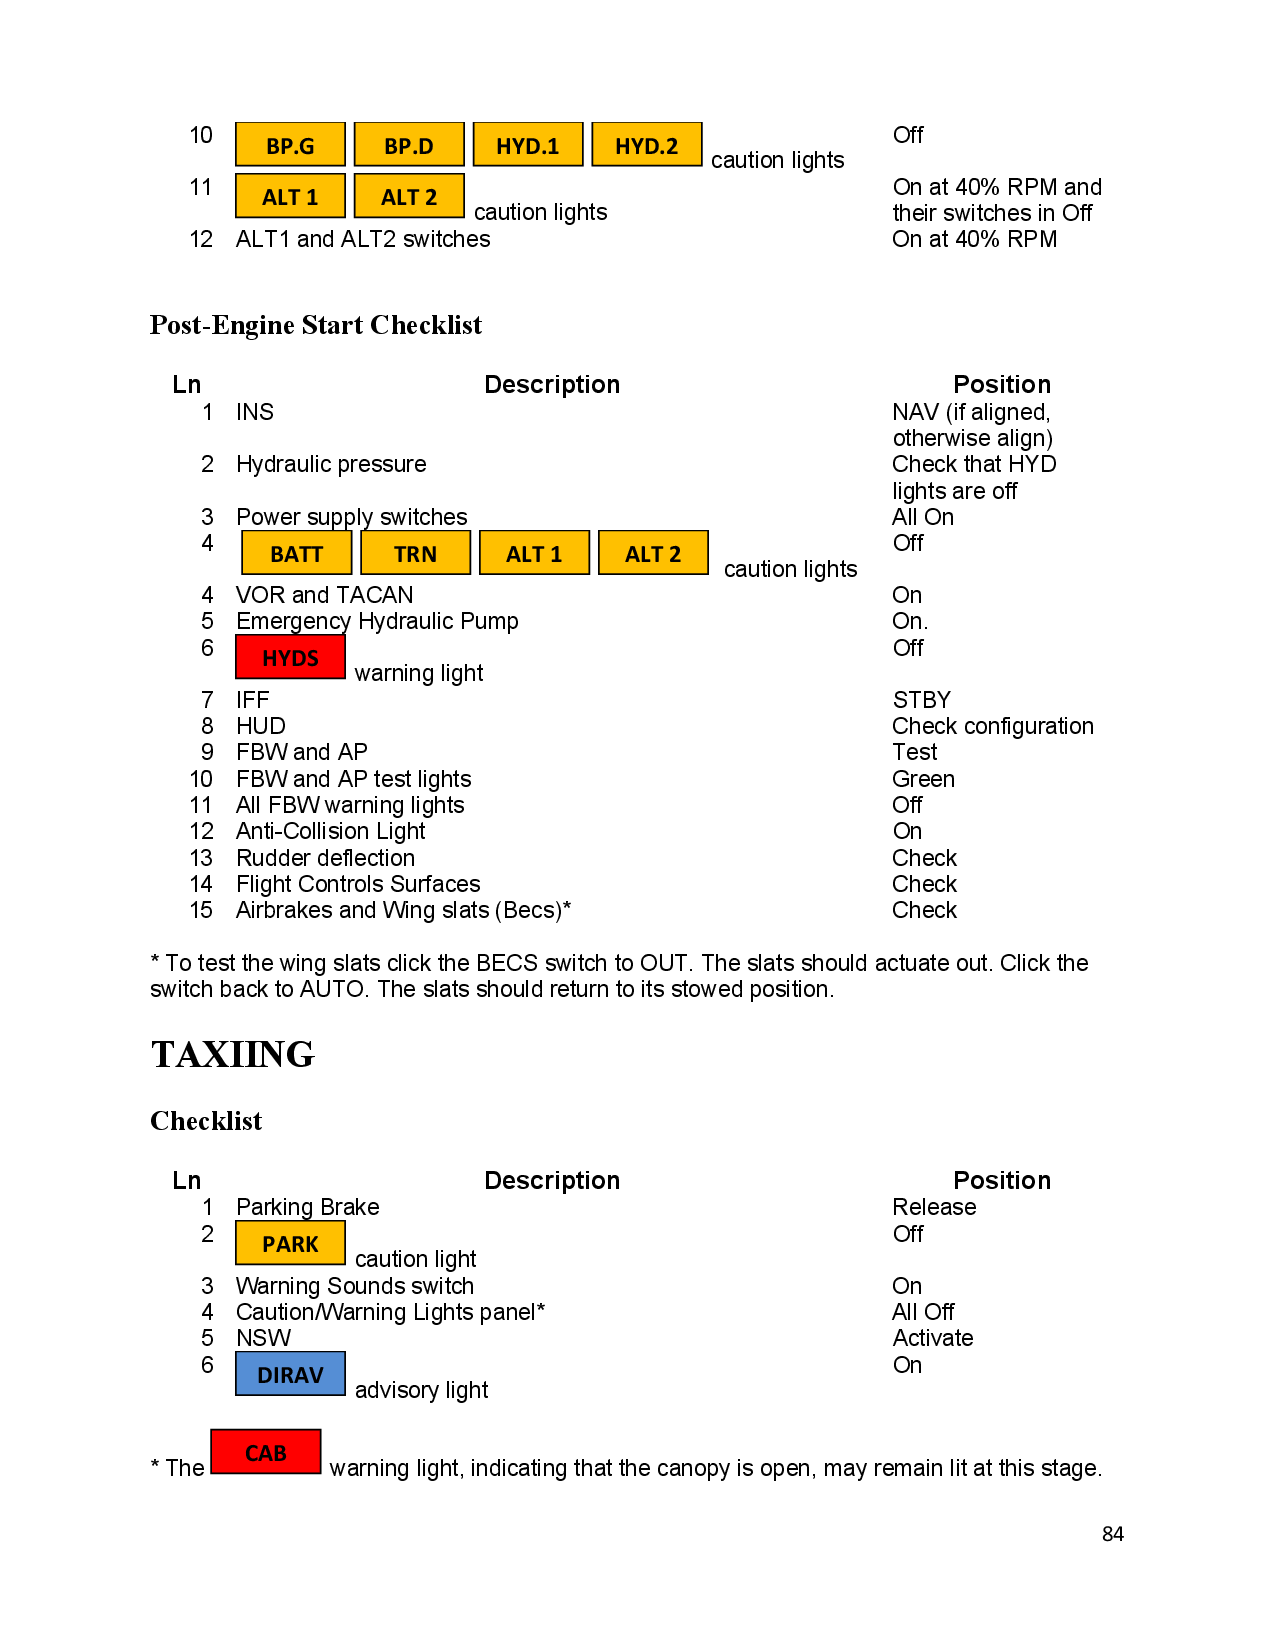 10 BP.G BP.D HYD.1 HYD.2 caution lights Off
11 ALT 1 ALT 2 caution lights On at 40% RPM and
their switches in Off
12 ALT1 and ALT2 switches On at 40% RPM
Post-Engine Start Checklist
Ln Description Position
1 INS NAV (if aligned,
otherwise align)
2 Hydraulic pressure Check that HYD
lights are off
3 Power supply switches All On
4 BATT TRN ALT 1 ALT 2 caution lights Off
4 VOR and TACAN On
5 Emergency Hydraulic Pump On.
6 HYDS warning light Off
7 IFF STBY
8 HUD Check configuration
9 FBW and AP Test
10 FBW and AP test lights Green
11 All FBW warning lights Off
12 Anti-Collision Light On
13 Rudder deflection Check
14 Flight Controls Surfaces Check
15 Airbrakes and Wing slats (Becs)* Check
* To test the wing slats click the BECS switch to OUT. The slats should actuate out. Click the
switch back to AUTO. The slats should return to its stowed position.
TAXIING
Checklist
Ln Description Position
1 Parking Brake Release
2 PARK caution light Off
3 Warning Sounds switch On
4 Caution/Warning Lights panel* All Off
5 NSW Activate
6 DIRAV advisory light On
* The CAB warning light, indicating that the canopy is open, may remain lit at this stage.
84